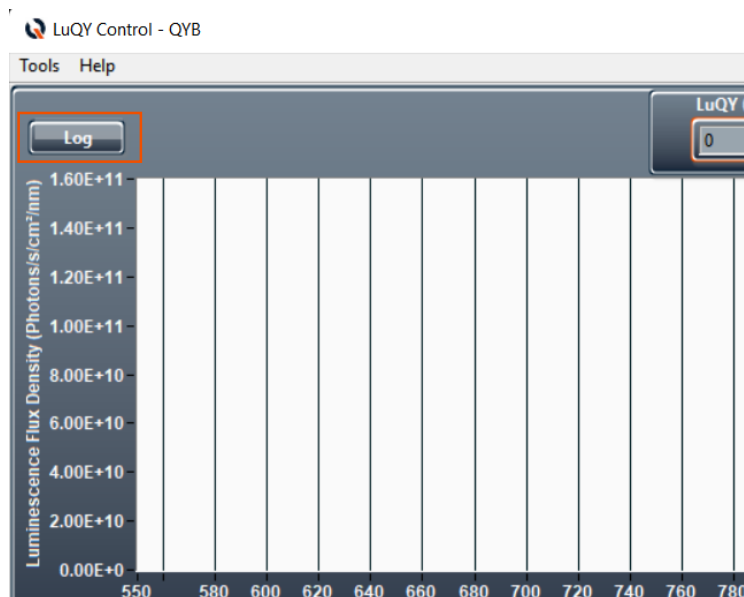 LuQY Control - QYB
Tools Help
LuQY
Log
0
Luminescence Flux Density (Photons/s/cm²/nm)
1.60E+11
1.40E+11
1.20E+11
1.00E+11
8.00E+10
6.00E+10
4.00E+10
2.00E+10
0.00E+0
550 580 600 620 640 660 680 700 720 740 760 780